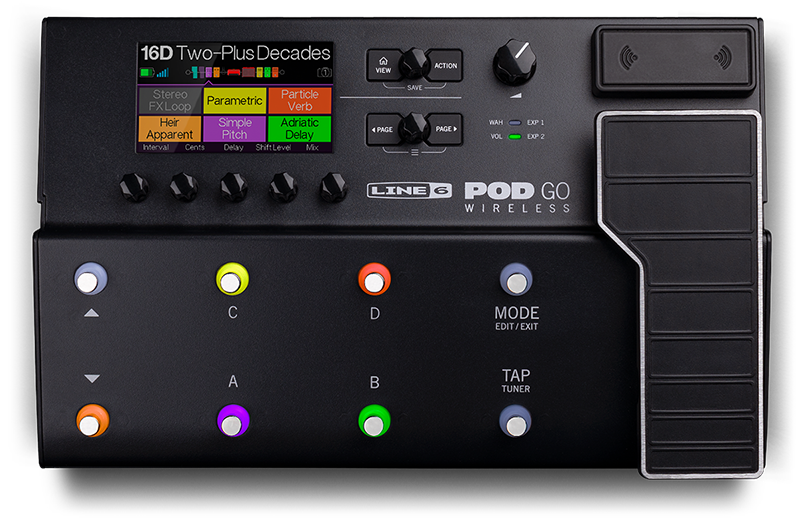 16D Two-Plus Decades
Stereo
FX Loop
Parametric
Particle
Verb
Heir
Apparent
Simple
Pitch
Adriatic
Delay
Interval Cents Delay Shift Level Mix
VIEW
ACTION
SAVE
PAGE
PAGE
WAH EXP 1
VOL EXP 2
LINE 6
POD GO
WIRELESS
C
D
MODE
EDIT / EXIT
A
B
TAP
TUNER